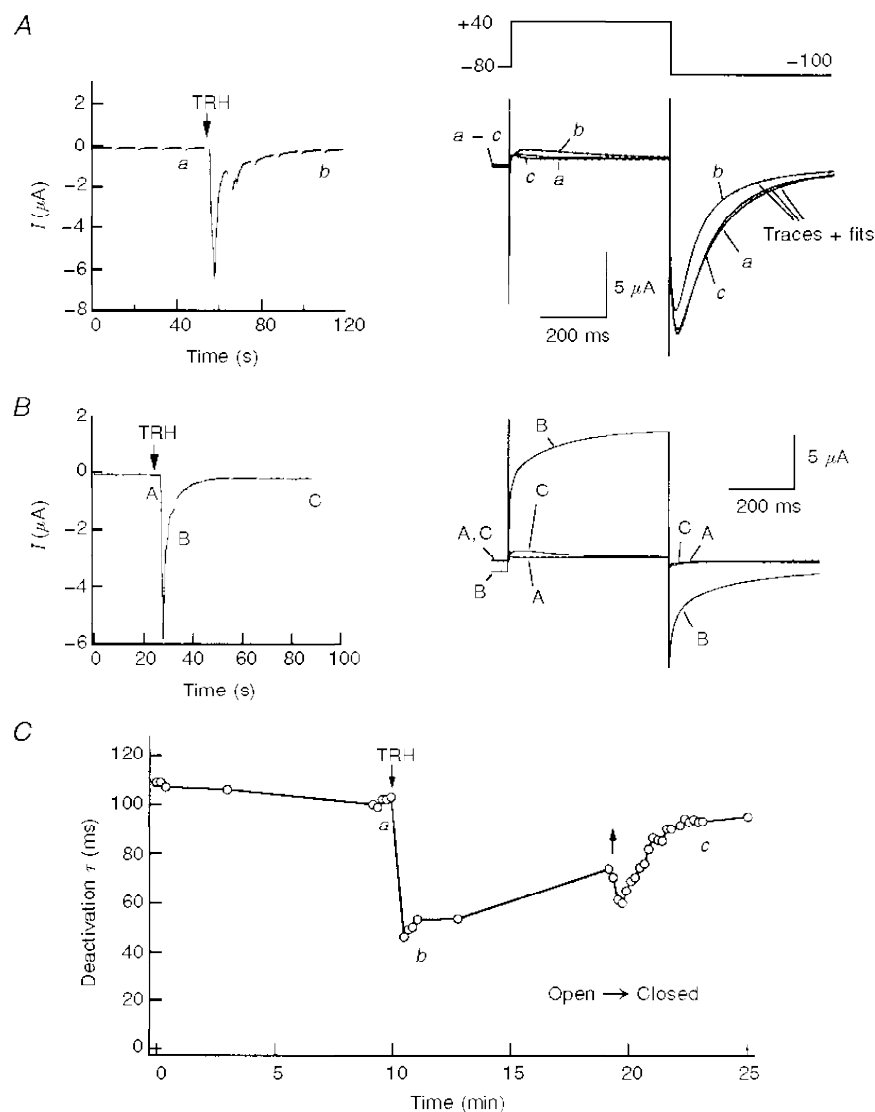 A
TRH
I (µA)
2
0
−2
−4
−6
−8
a
b
0
40
80
120
Time (s)
+40
−80
−100
a – c
b
c
a
b
Traces + fits
a
c
5 µA
200 ms
B
TRH
I (µA)
2
0
−2
−4
−6
A
B
C
0
20
40
60
80
100
Time (s)
B
C
A, C
B
A
5 µA
200 ms
C
A
B
C
TRH
Deactivation τ (ms)
120
100
80
60
40
20
0
a
b
c
Open → Closed
0
5
10
15
20
25
Time (min)